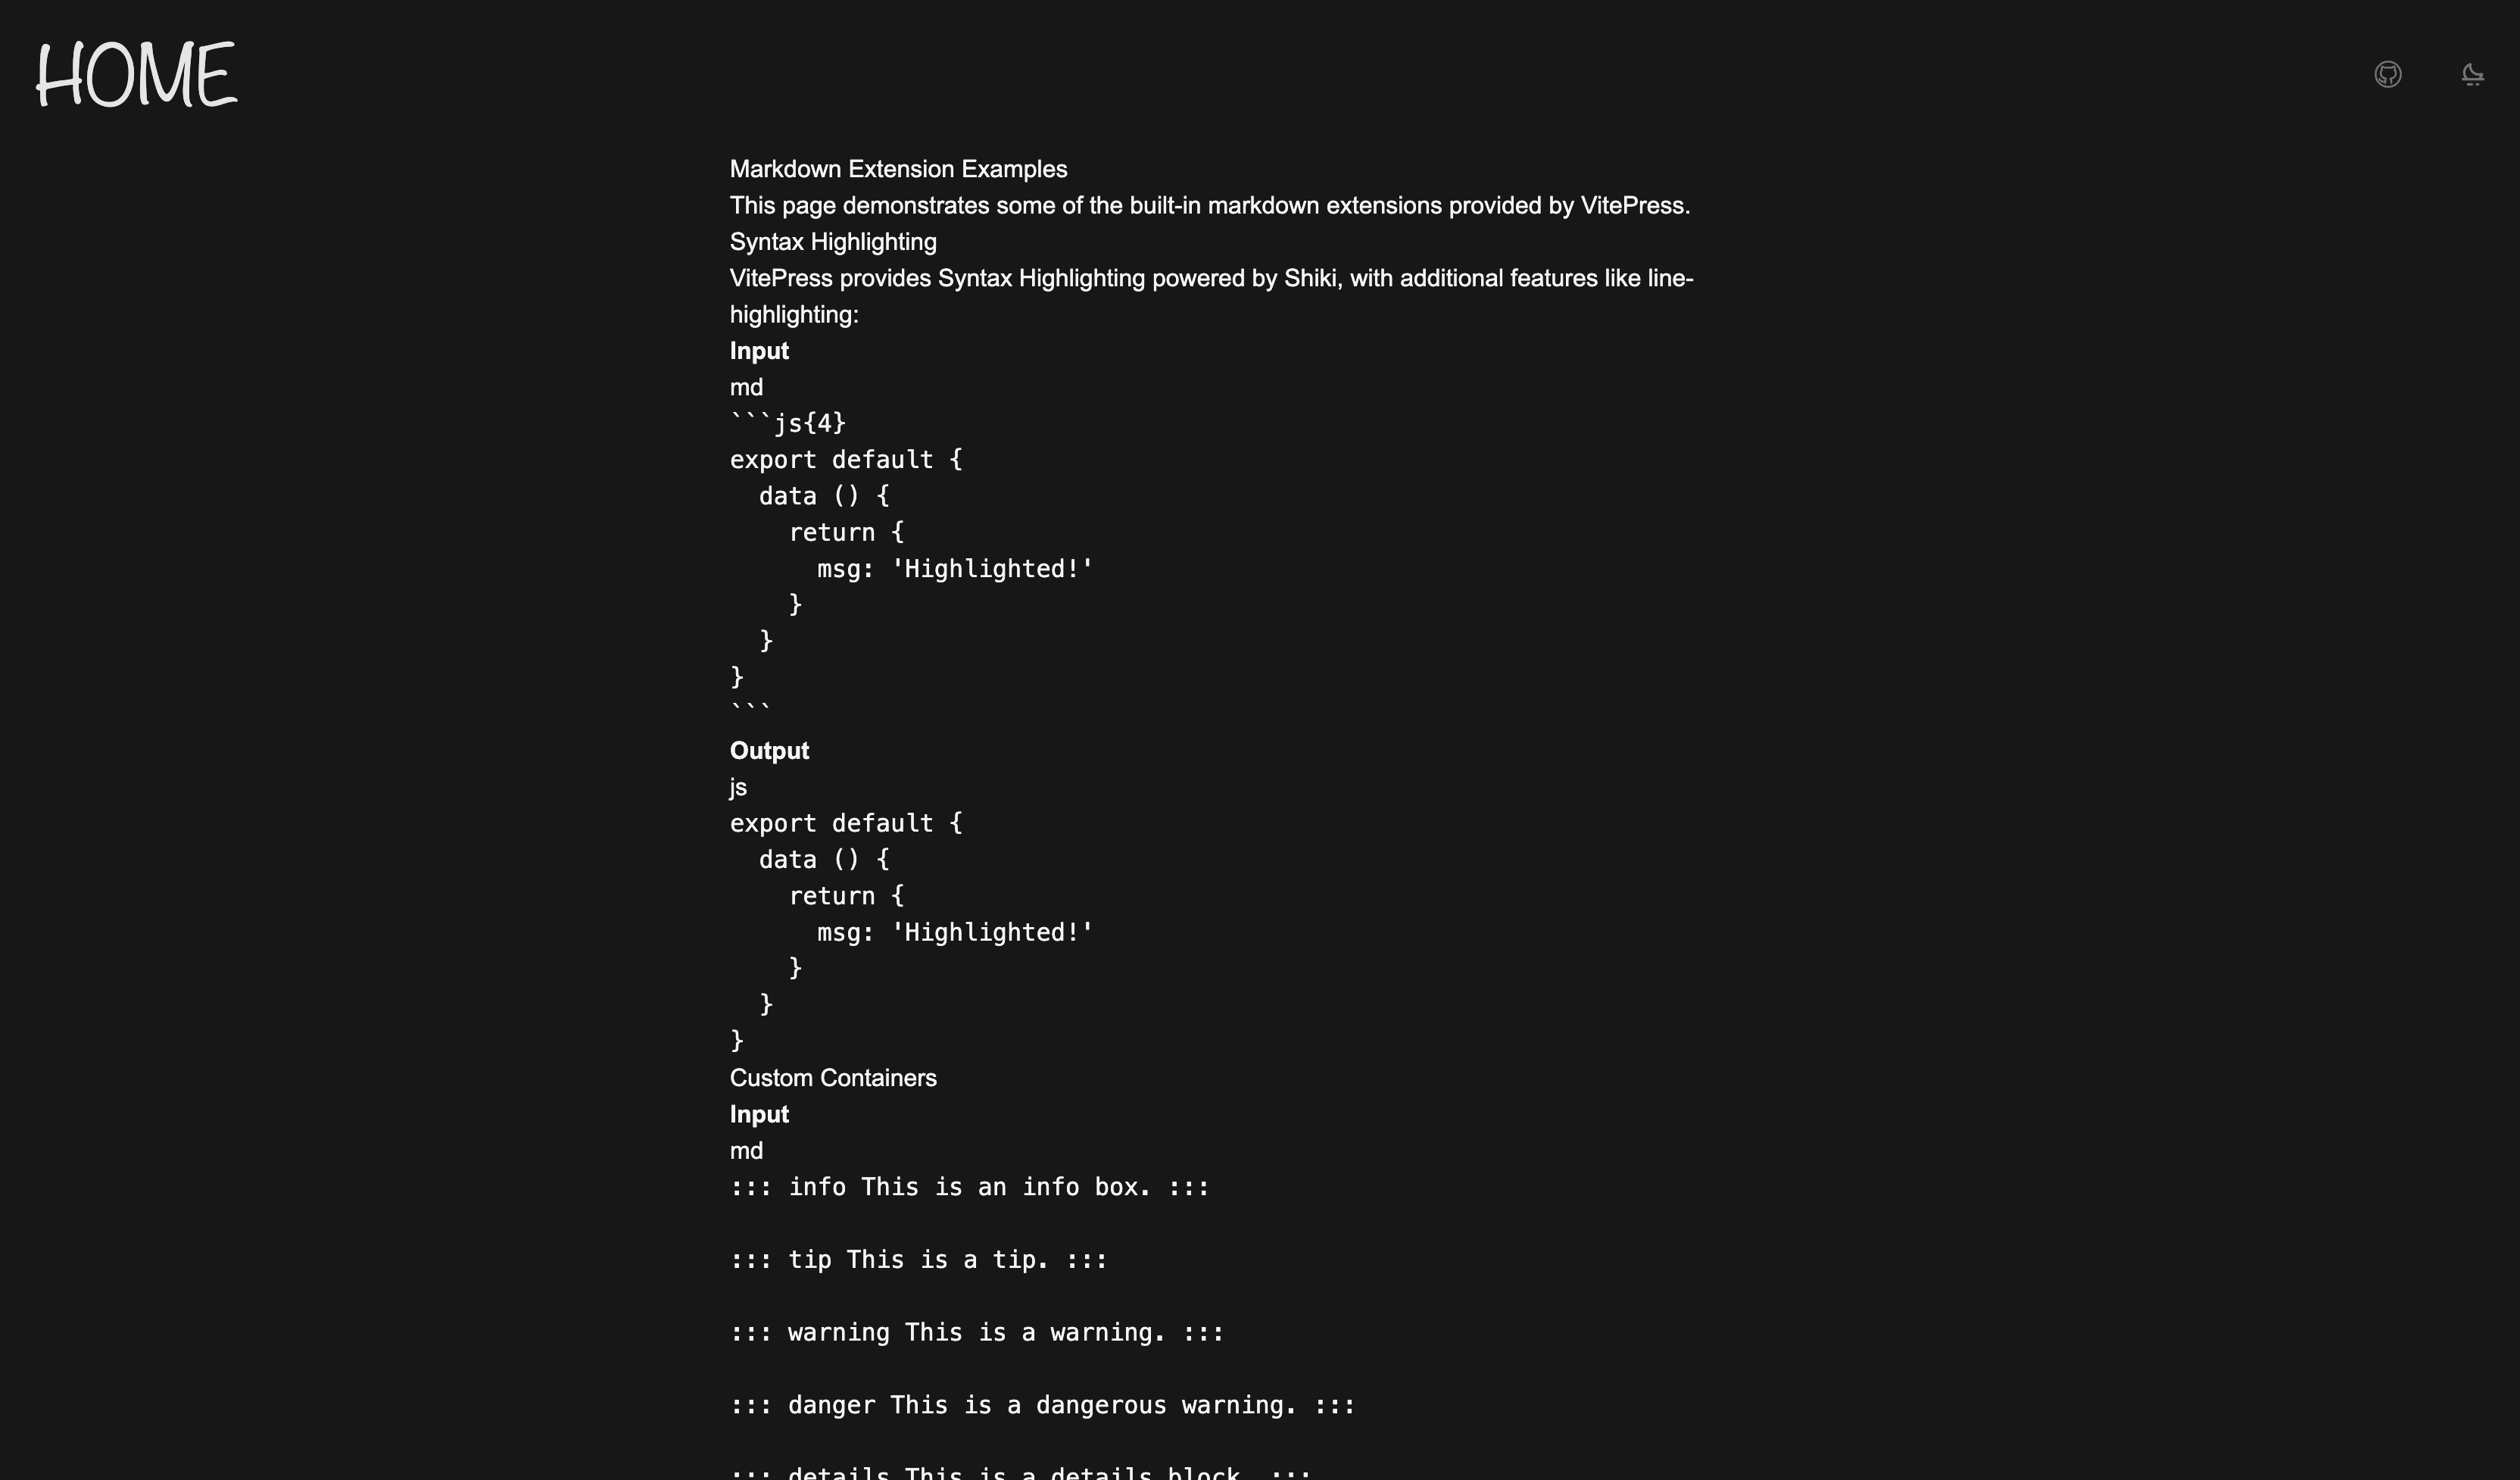 HOME
Markdown Extension Examples
This page demonstrates some of the built-in markdown extensions provided by VitePress.
Syntax Highlighting
VitePress provides Syntax Highlighting powered by Shiki, with additional features like line-
highlighting:
Input
md
```js{4}
export default {
  data () {
    return {
      msg: 'Highlighted!'
    }
  }
}
```
Output
js
export default {
  data () {
    return {
      msg: 'Highlighted!'
    }
  }
}
Custom Containers
Input
md
::: info This is an info box. :::
::: tip This is a tip. :::
::: warning This is a warning. :::
::: danger This is a dangerous warning. :::
::: details This is a details block. :::